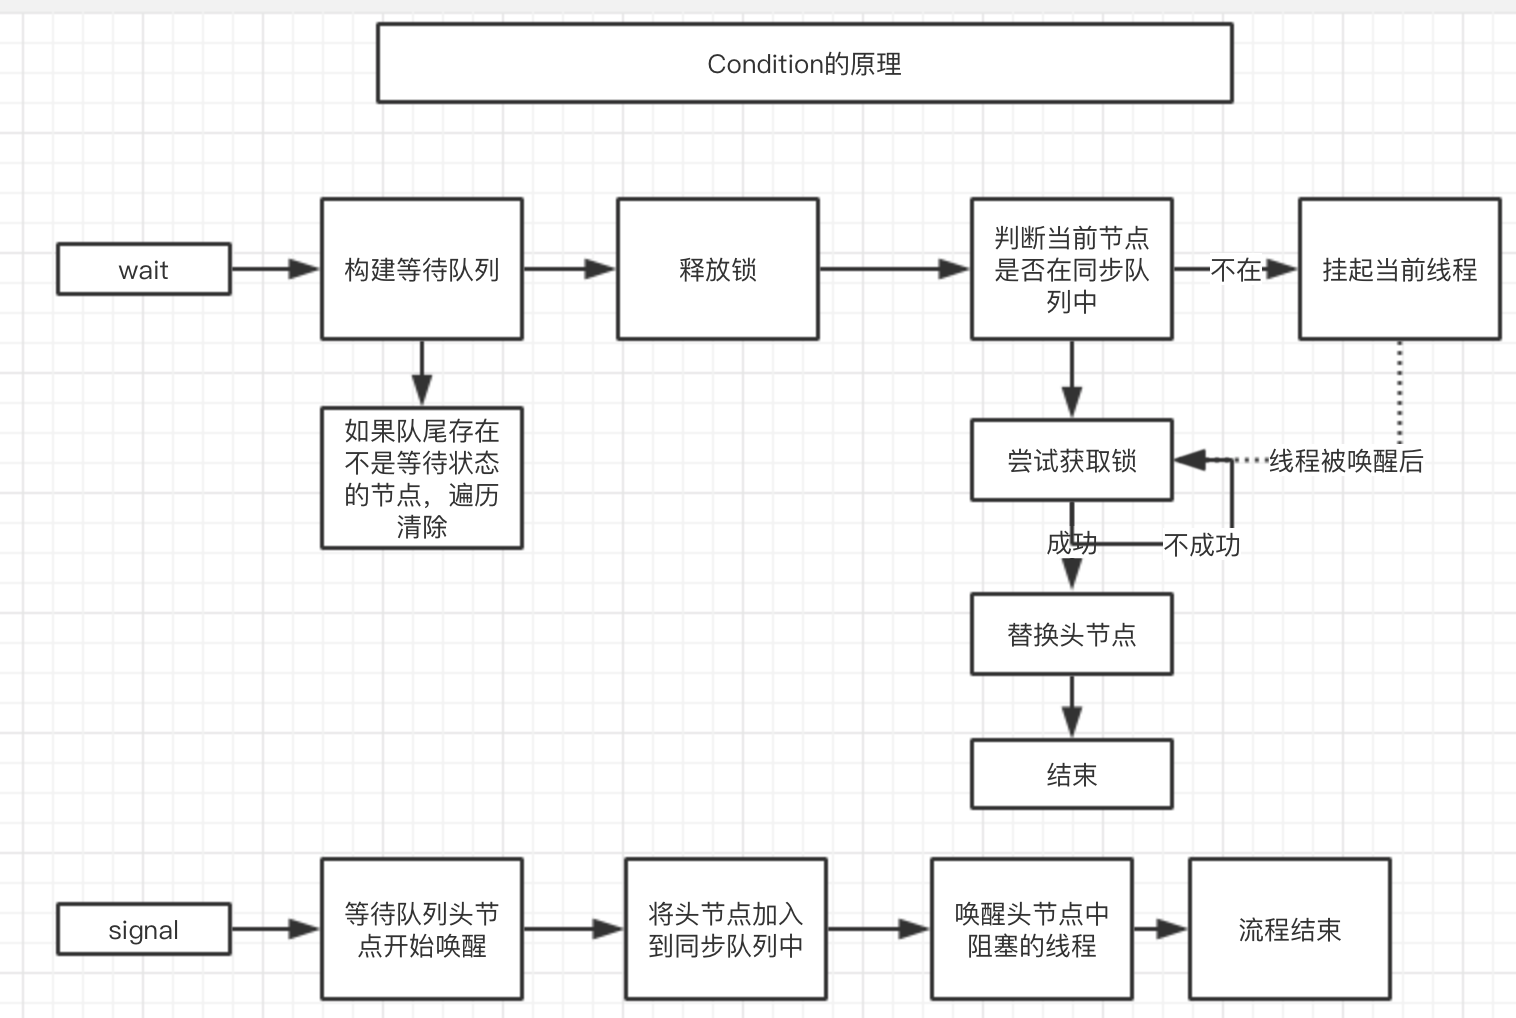 Condition的原理
wait
构建等待队列
释放锁
判断当前节点
是否在同步队
列中
不在
挂起当前线程
如果队尾存在
不是等待状态
的节点，遍历
清除
尝试获取锁
线程被唤醒后
成功
不成功
替换头节点
结束
signal
等待队列头节
点开始唤醒
将头节点加入
到同步队列中
唤醒头节点中
阻塞的线程
流程结束